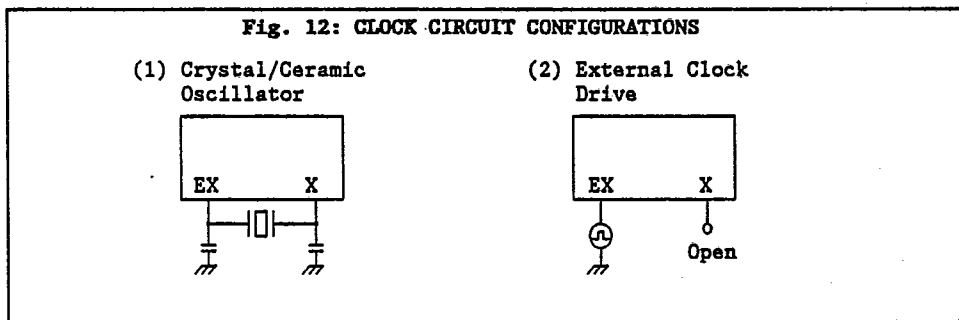 Fig. 12: CLOCK CIRCUIT CONFIGURATIONS
(1) Crystal/Ceramic
Oscillator
EX X
(2) External Clock
Drive
EX X
Open